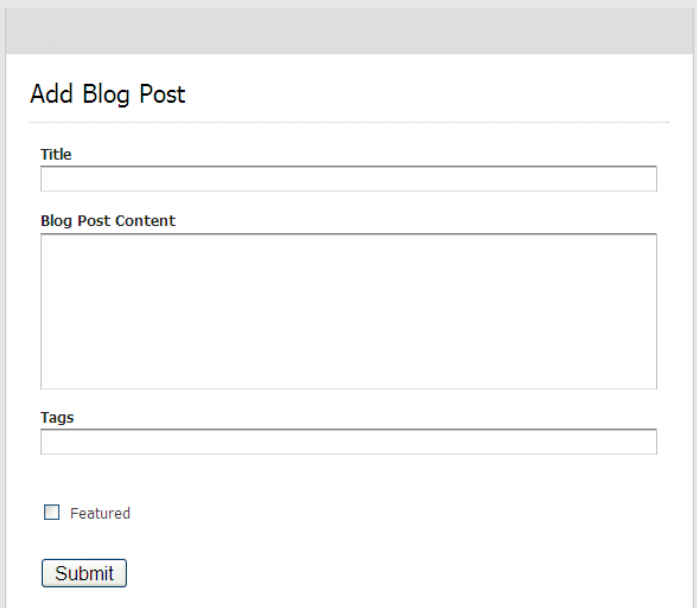 Add Blog Post
Title
Blog Post Content
Tags
Featured
Submit